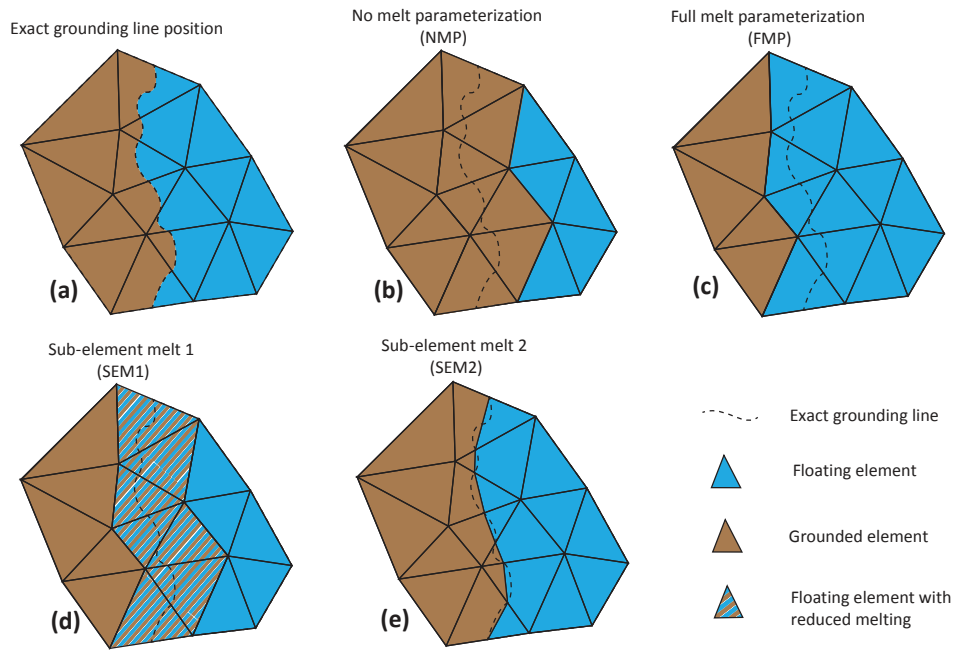 Exact grounding line position
No melt parameterization
(NMP)
Full melt parameterization
(FMP)
(a)
(b)
(c)
Sub-element melt 1
(SEM1)
Sub-element melt 2
(SEM2)
(d)
(e)
Exact grounding line
Floating element
Grounded element
Floating element with
reduced melting